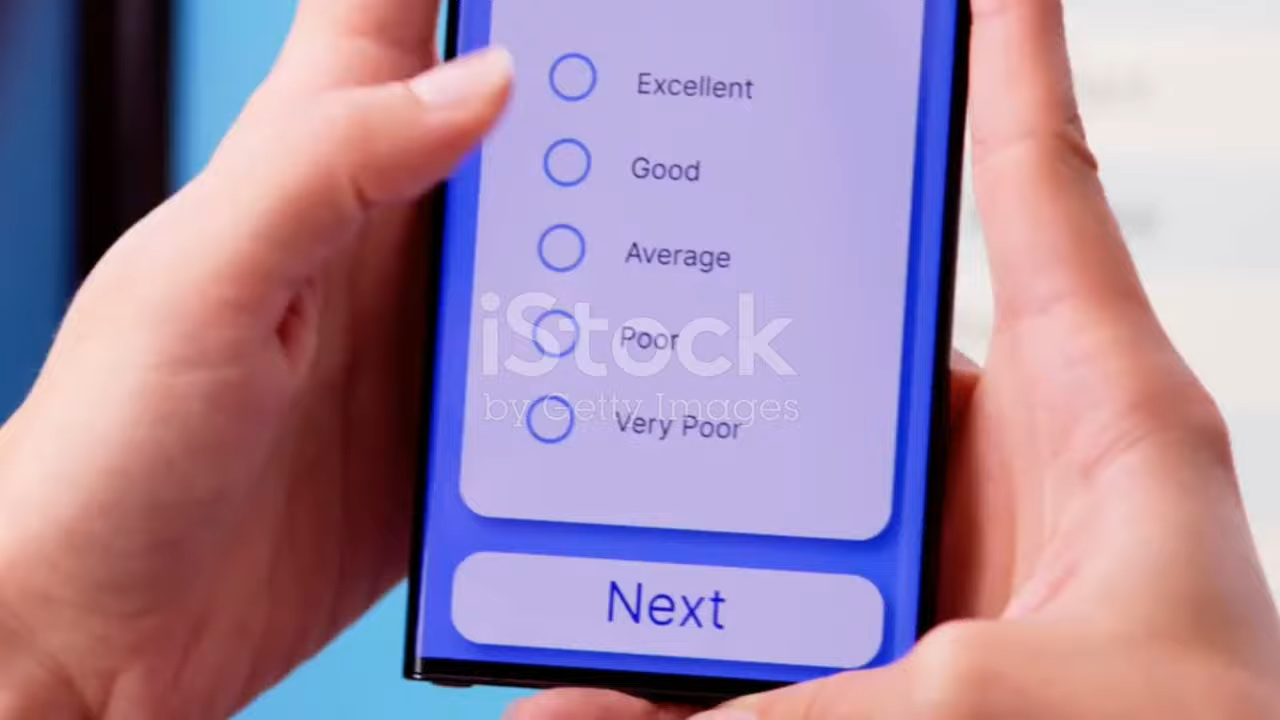 Excellent
Good
Average
Poor
Very Poor
iStock
by Getty Images
Next